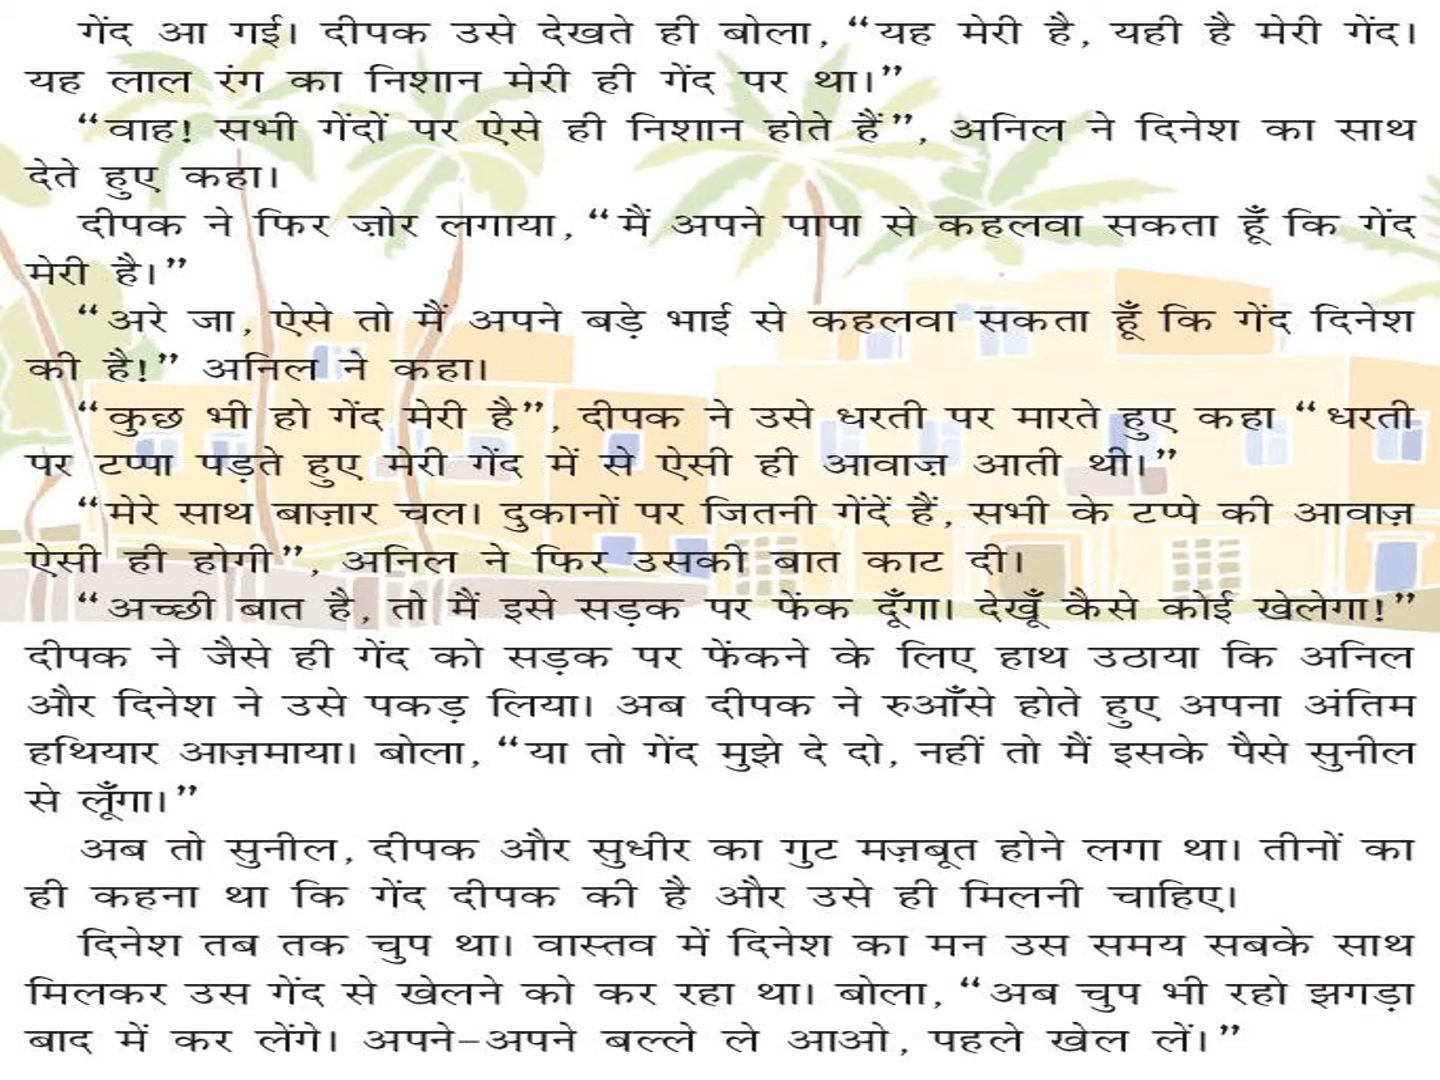 गेंद आ गई। दीपक उसे देखते ही बोला, “यह मेरी है, यही है मेरी गेंद।
यह लाल रंग का निशान मेरी ही गेंद पर था।”
“वाह! सभी गेंदों पर ऐसे ही निशान होते हैं”, अनिल ने दिनेश का साथ
देते हुए कहा।
दीपक ने फिर ज़ोर लगाया, “मैं अपने पापा से कहलवा सकता हूँ कि गेंद
मेरी है।”
“अरे जा, ऐसे तो मैं अपने बड़े भाई से कहलवा सकता हूँ कि गेंद दिनेश
की है!” अनिल ने कहा।
“कुछ भी हो गेंद मेरी है”, दीपक ने उसे धरती पर मारते हुए कहा “धरती
पर टप्पा पड़ते हुए मेरी गेंद में से ऐसी ही आवाज़ आती थी।”
“मेरे साथ बाज़ार चल। दुकानों पर जितनी गेंदें हैं, सभी के टप्पे की आवाज़
ऐसी ही होगी”, अनिल ने फिर उसकी बात काट दी।
“अच्छी बात है, तो मैं इसे सड़क पर फेंक दूँगा। देखूँ कैसे कोई खेलेगा!”
दीपक ने जैसे ही गेंद को सड़क पर फेंकने के लिए हाथ उठाया कि अनिल
और दिनेश ने उसे पकड़ लिया। अब दीपक ने रुआँसे होते हुए अपना अंतिम
हथियार आज़माया। बोला, “या तो गेंद मुझे दे दो, नहीं तो मैं इसके पैसे सुनील
से लूँगा।”
अब तो सुनील, दीपक और सुधीर का गुट मज़बूत होने लगा था। तीनों का
ही कहना था कि गेंद दीपक की है और उसे ही मिलनी चाहिए।
दिनेश तब तक चुप था। वास्तव में दिनेश का मन उस समय सबके साथ
मिलकर उस गेंद से खेलने को कर रहा था। बोला, “अब चुप भी रहो झगड़ा
बाद में कर लेंगे। अपने-अपने बल्ले ले आओ, पहले खेल लें।”